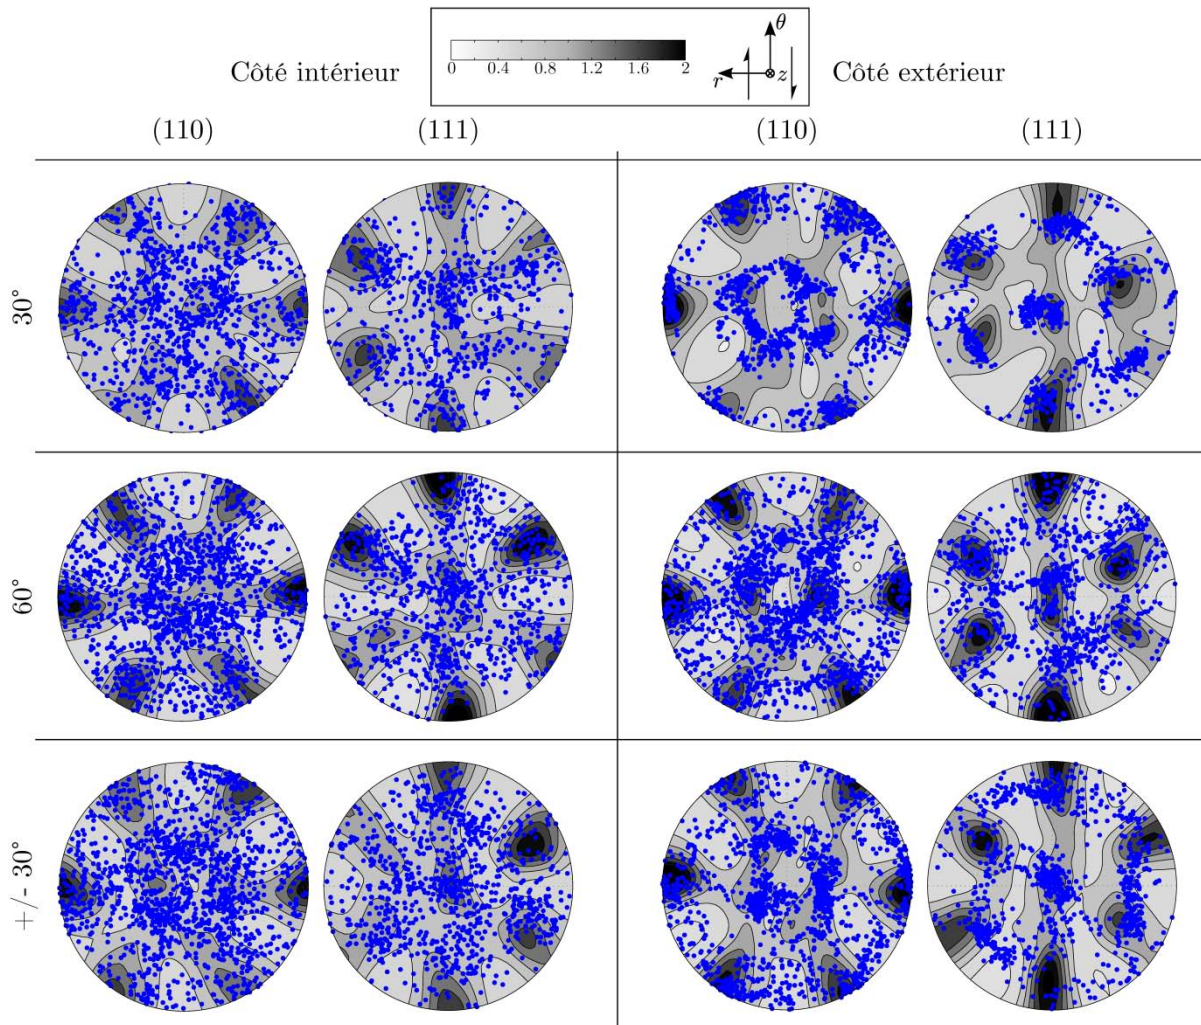 θ
0 0.4 0.8 1.2 1.6 2
r z
Côté intérieur Côté extérieur
(110) (111) (110) (111)
30°
60°
+/- 30°